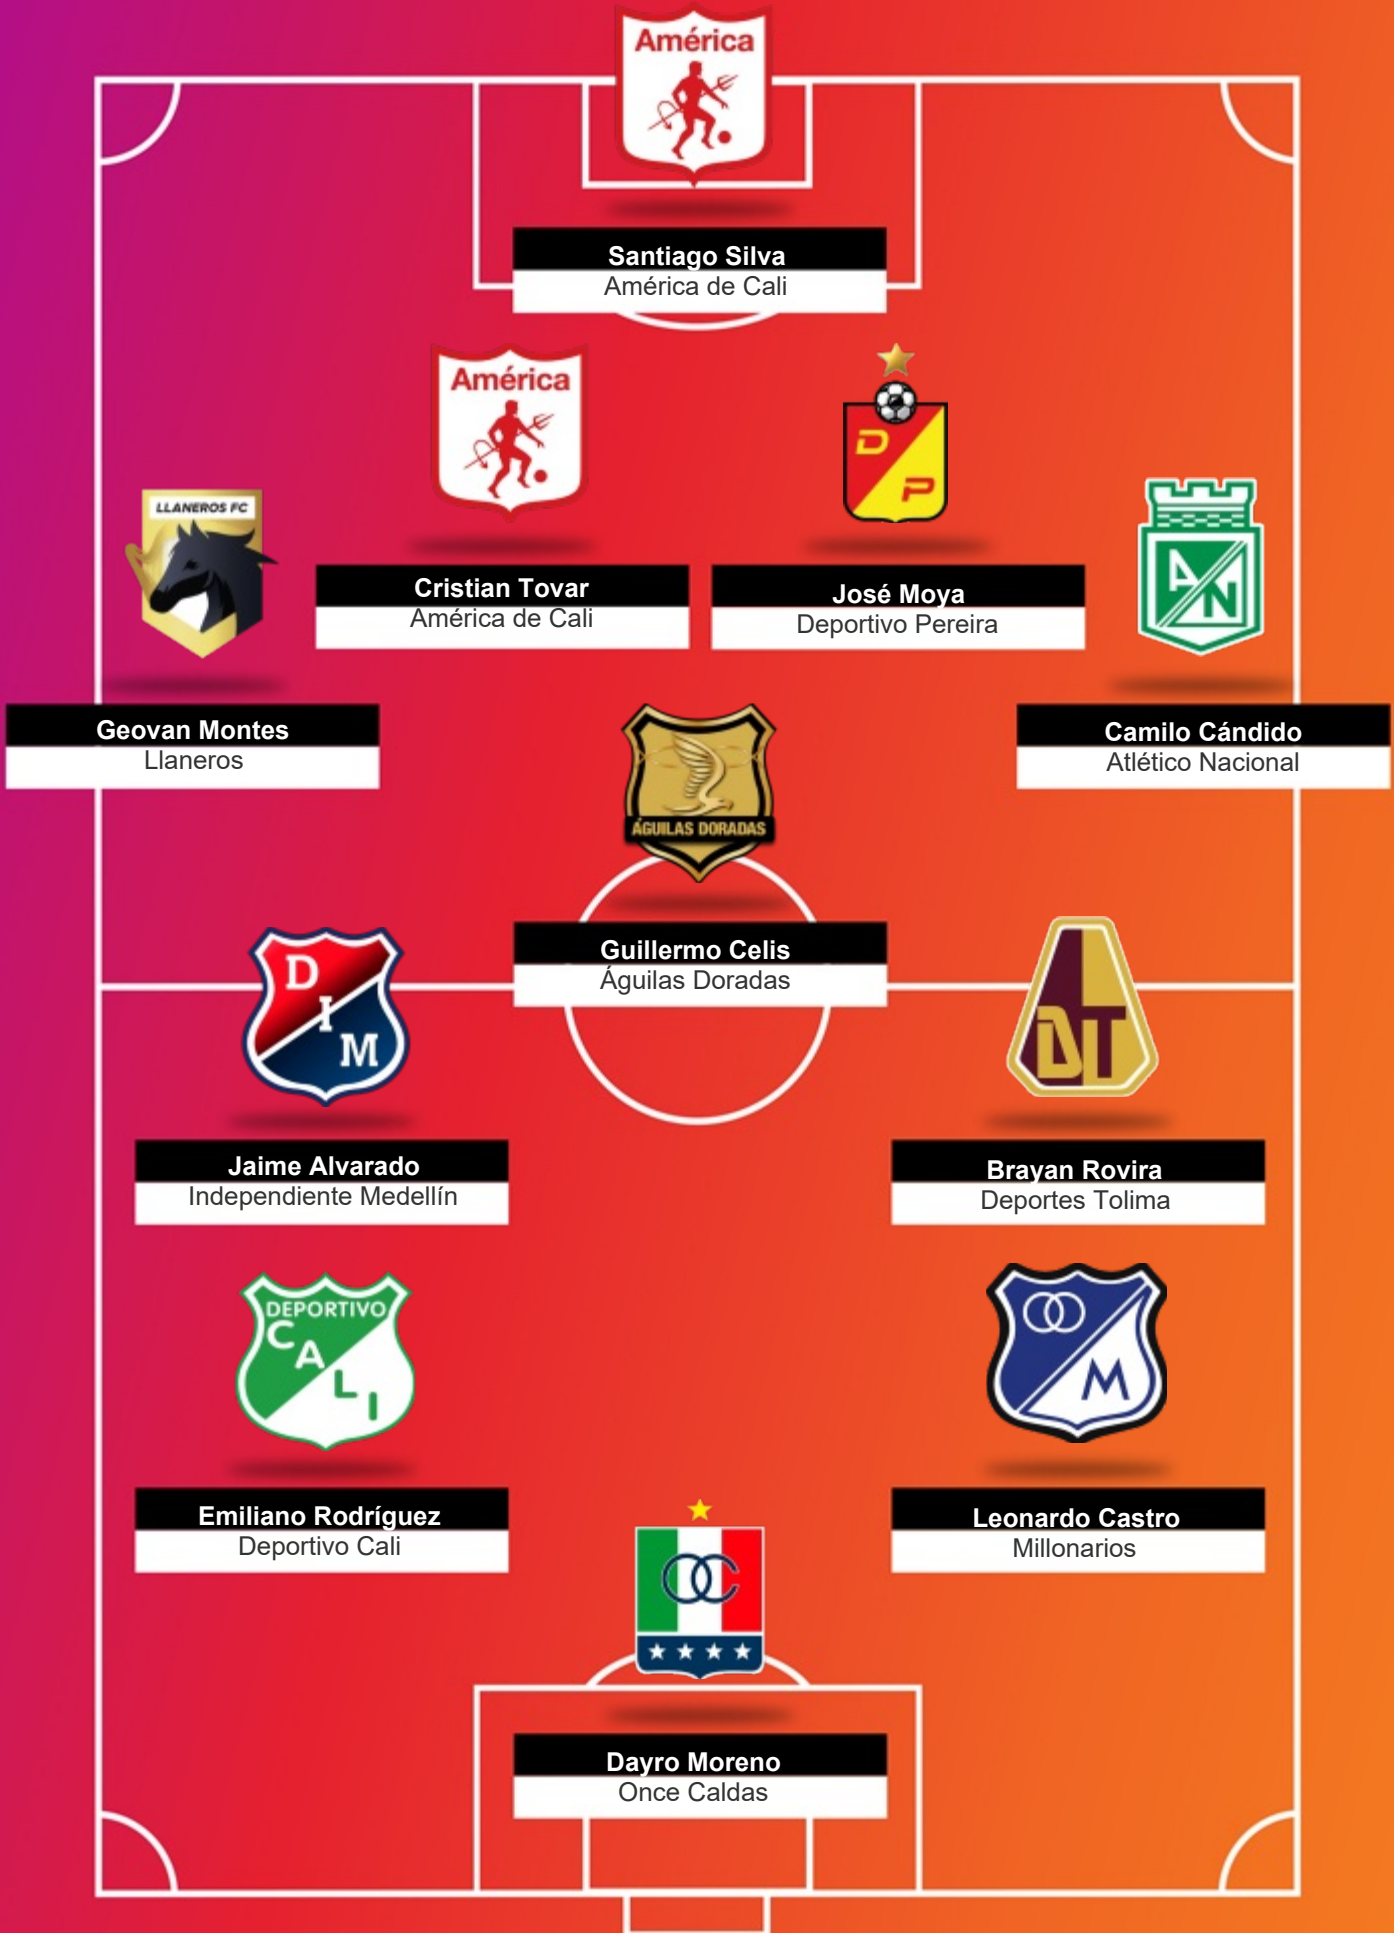 América
Santiago Silva
América de Cali
América
Cristian Tovar
América de Cali
D
P
José Moya
Deportivo Pereira
LLANEROS FC
Geovan Montes
Llaneros
A
N
Camilo Cándido
Atlético Nacional
ÁGUILAS DORADAS
Guillermo Celis
Águilas Doradas
D
I
M
Jaime Alvarado
Independiente Medellín
DT
Brayan Rovira
Deportes Tolima
DEPORTIVO
CALI
Emiliano Rodríguez
Deportivo Cali
M
Leonardo Castro
Millonarios
OC
Dayro Moreno
Once Caldas